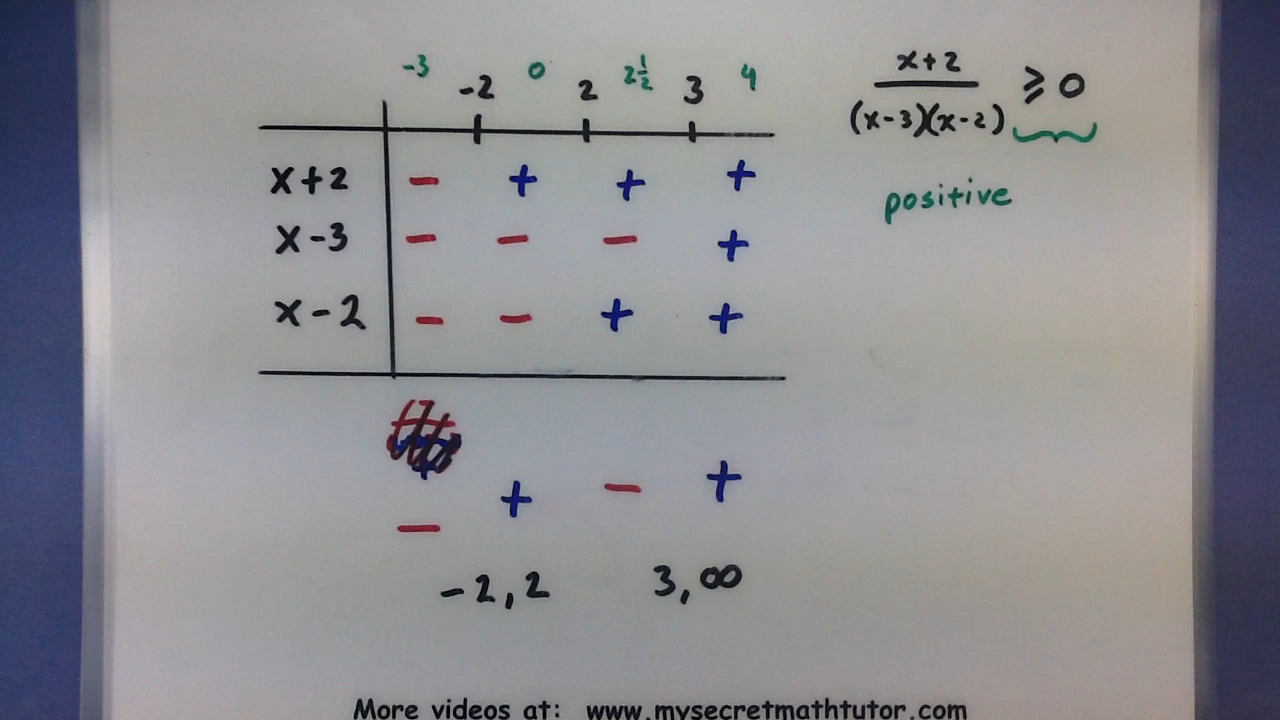 -3 0 2½ 4
-2 2 3
x+2 - + + +
x-3 - - - +
x-2 - - + +
+ - +
-
-2,2 3,∞
x+2
(x-3)(x-2)
≥ 0
positive
More videos at: www.mysecretmathtutor.com